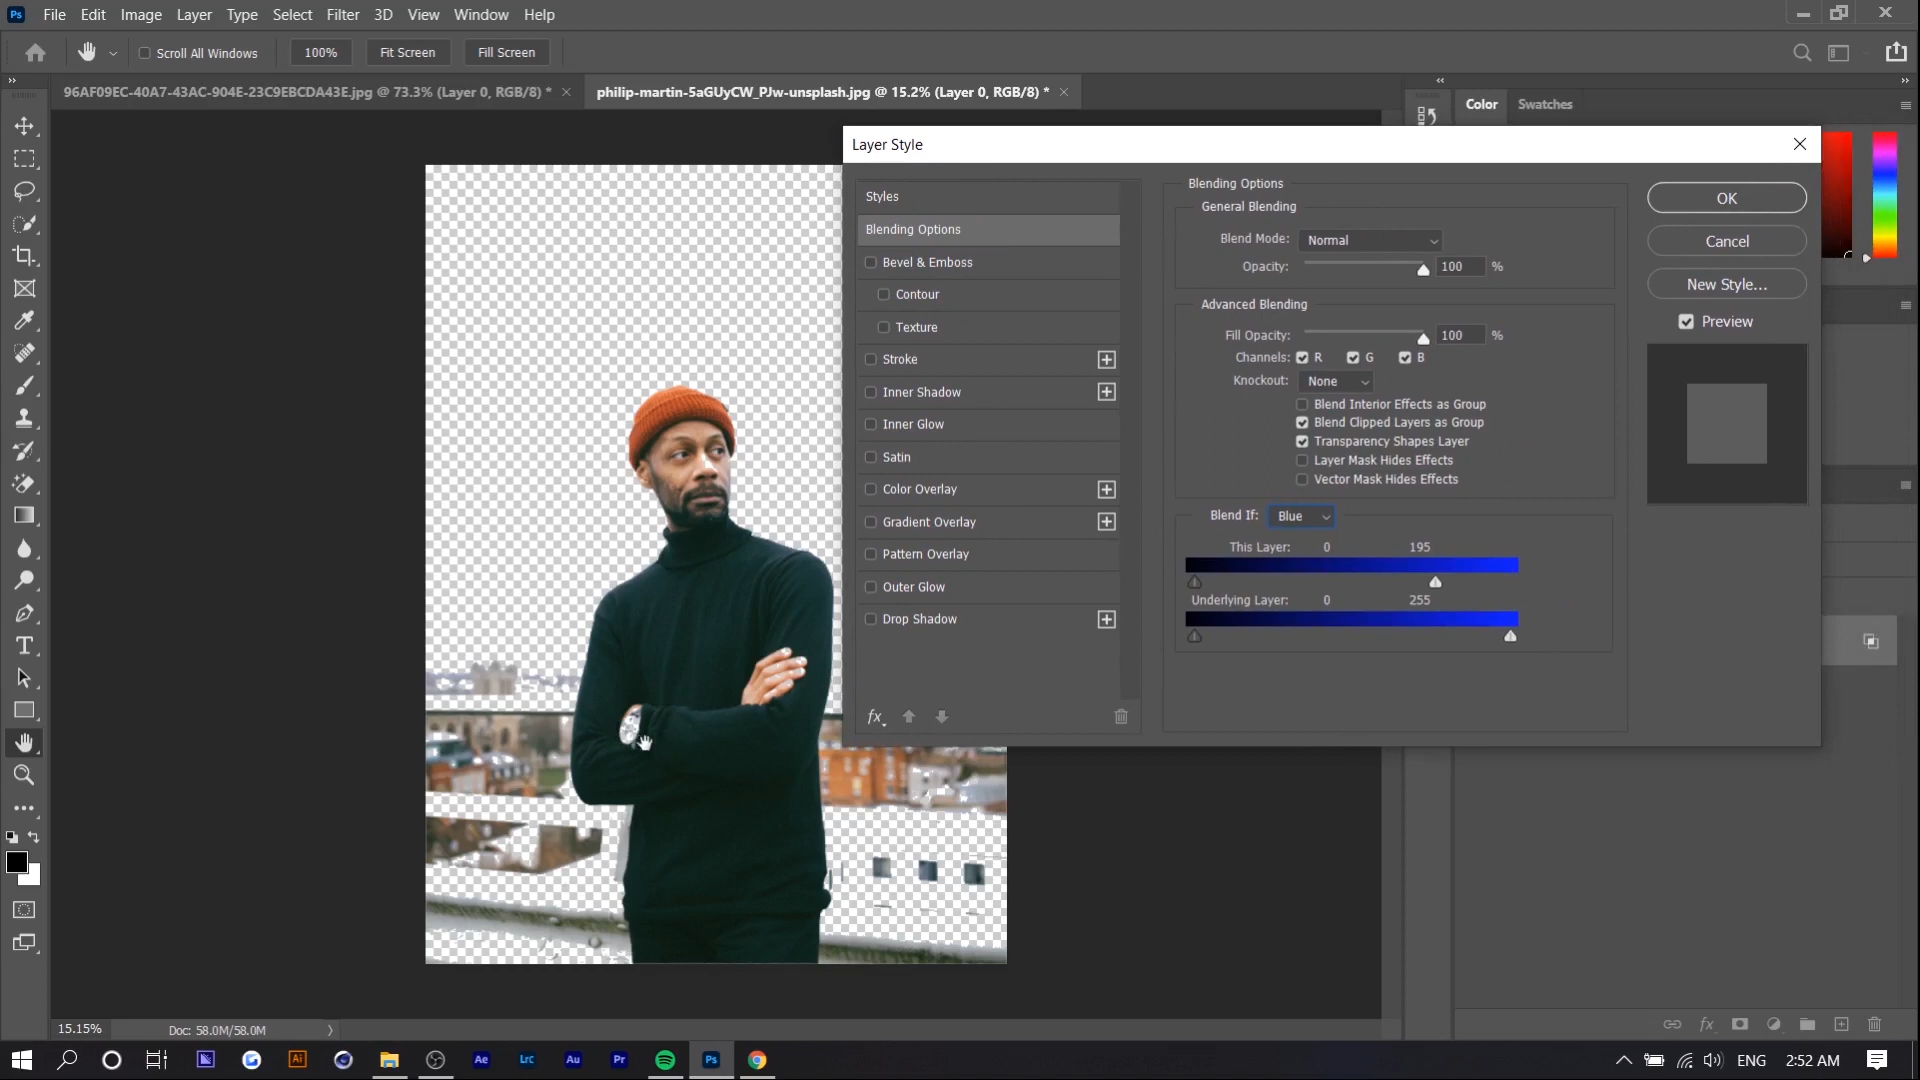 Ps File Edit Image Layer Type Select Filter 3D View Window Help
Scroll All Windows 100% Fit Screen Fill Screen
96AF09EC-40A7-43AC-904E-23C9EBCDA43E.jpg @ 73.3% (Layer 0, RGB/8) * philip-martin-5aGUyCW_PJw-unsplash.jpg @ 15.2% (Layer 0, RGB/8) *
Color Swatches
Layer Style
Styles
Blending Options
Bevel & Emboss
Contour
Texture
Stroke
Inner Shadow
Inner Glow
Satin
Color Overlay
Gradient Overlay
Pattern Overlay
Outer Glow
Drop Shadow
fx
Blending Options
General Blending
Blend Mode: Normal
Opacity: 100 %
Advanced Blending
Fill Opacity: 100 %
Channels: R G B
Knockout: None
Blend Interior Effects as Group
Blend Clipped Layers as Group
Transparency Shapes Layer
Layer Mask Hides Effects
Vector Mask Hides Effects
Blend If: Blue
This Layer: 0 195
Underlying Layer: 0 255
OK
Cancel
New Style...
Preview
fx
15.15% Doc: 58.0M/58.0M
Ai Ae Lrc Au Pr Ps ENG 2:52 AM